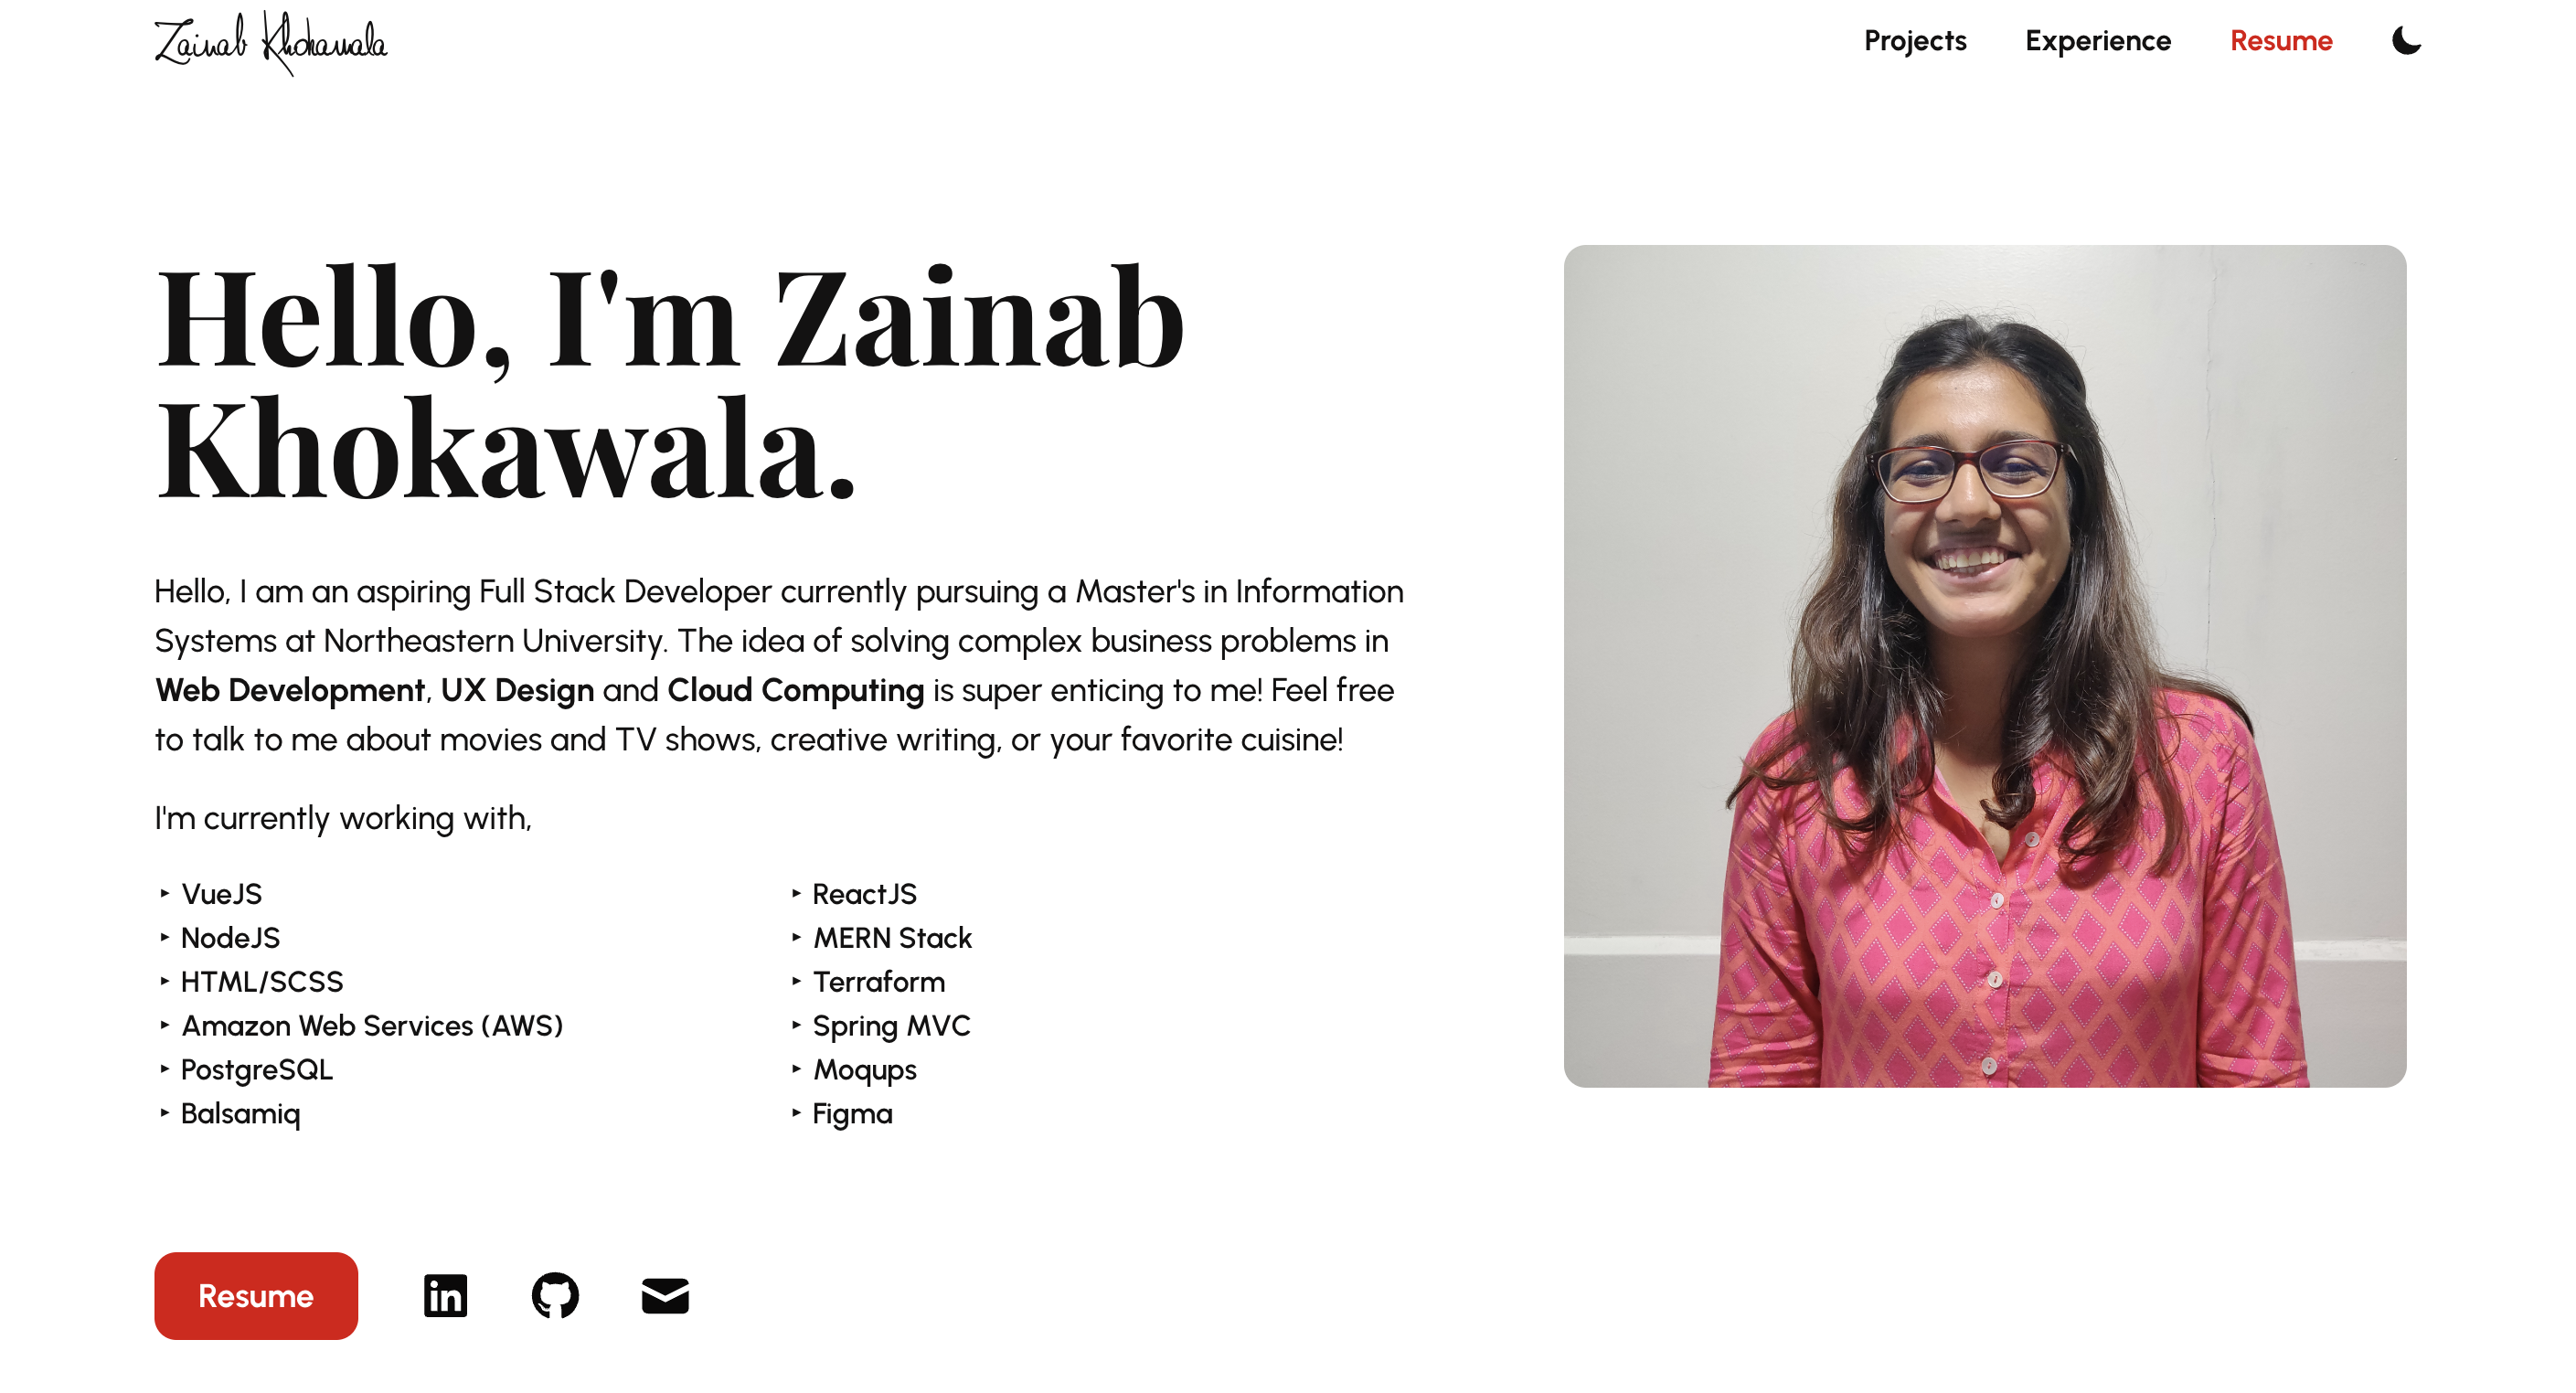 Zainab Khokawala
Projects
Experience
Resume
Hello, I'm Zainab
Khokawala.
Hello, I am an aspiring Full Stack Developer currently pursuing a Master's in Information
Systems at Northeastern University. The idea of solving complex business problems in
Web Development, UX Design and Cloud Computing is super enticing to me! Feel free
to talk to me about movies and TV shows, creative writing, or your favorite cuisine!
I'm currently working with,
‣ VueJS
‣ NodeJS
‣ HTML/SCSS
‣ Amazon Web Services (AWS)
‣ PostgreSQL
‣ Balsamiq
‣ ReactJS
‣ MERN Stack
‣ Terraform
‣ Spring MVC
‣ Moqups
‣ Figma
Resume
in